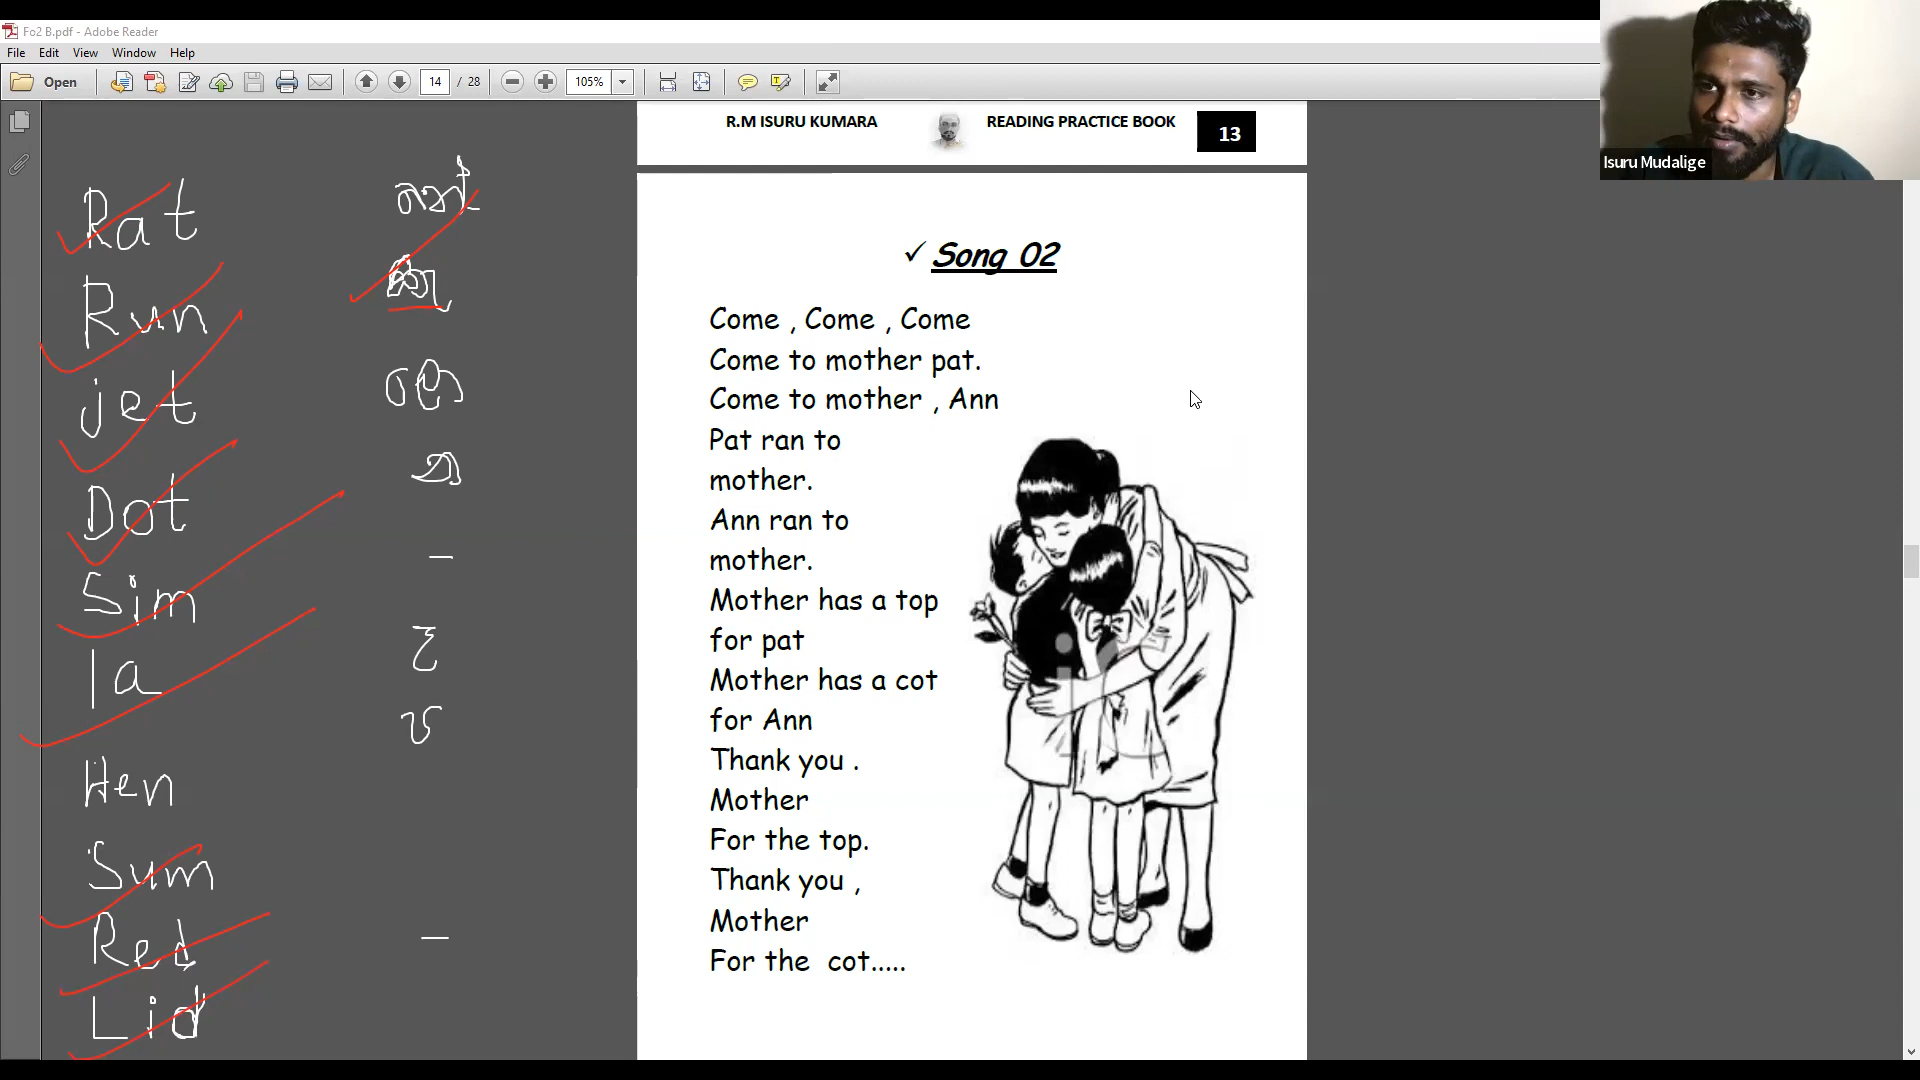 Fo2 B.pdf - Adobe Reader
File Edit View Window Help
Open 14 / 28 105%
Isuru Mudalige
R.M ISURU KUMARA READING PRACTICE BOOK 13
Rat
Run
jet
Dot
Sim
Hen
Sum
Red
Lid
✓ Song 02
Come , Come , Come
Come to mother pat.
Come to mother , Ann
Pat ran to
mother.
Ann ran to
mother.
Mother has a top
for pat
Mother has a cot
for Ann
Thank you .
Mother
For the top.
Thank you ,
Mother
For the cot.....